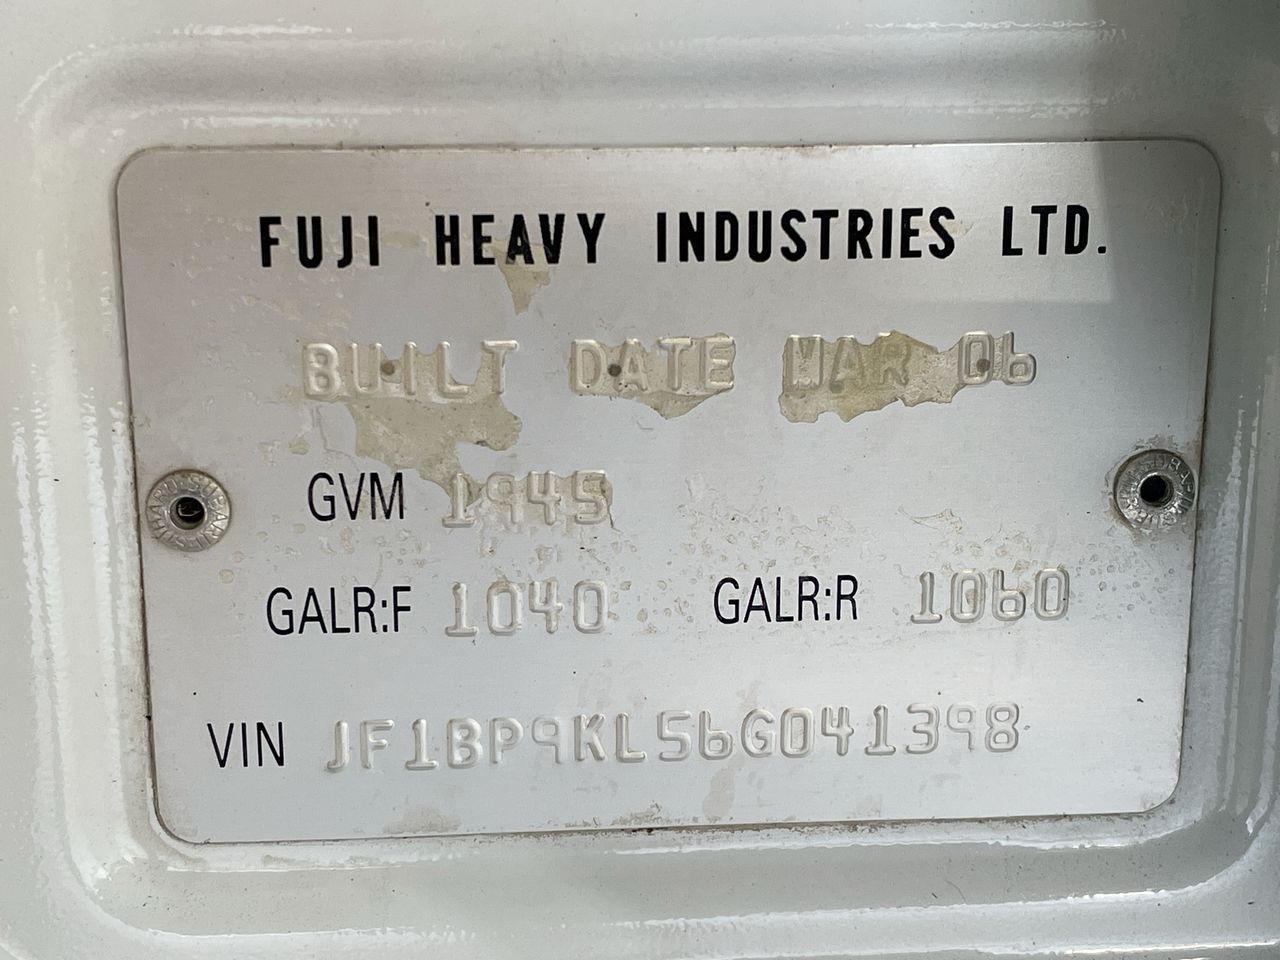 FUJI HEAVY INDUSTRIES LTD.
BUILT DATE MAR 06
GVM 1945
GALR:F 1040 GALR:R 1060
VIN JF1BP9KL56G041398